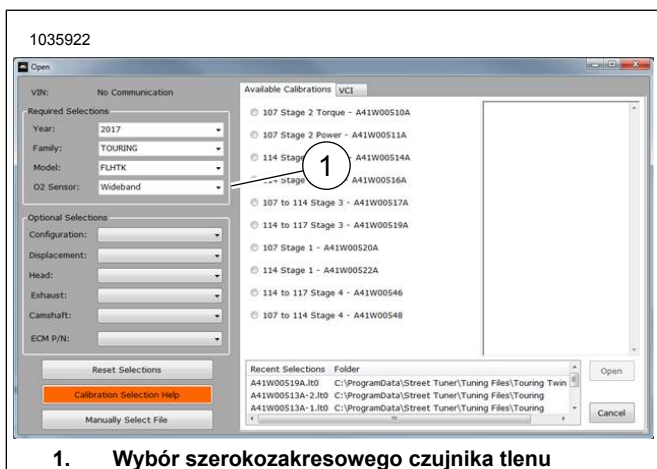 1035922
Open
VIN: No Communication
Required Selections
Year: 2017
Family: TOURING
Model: FLHTK
O2 Sensor: Wideband
Optional Selections
Configuration:
Displacement:
Head:
Exhaust:
Camshaft:
ECM P/N:
Reset Selections
Calibration Selection Help
Manually Select File
Available Calibrations VCI
107 Stage 2 Torque - A41W00510A
107 Stage 2 Power - A41W00511A
114 Stage - A41W00514A
114 Stage - A41W00516A
107 to 114 Stage 3 - A41W00517A
114 to 117 Stage 3 - A41W00519A
107 Stage 1 - A41W00520A
114 Stage 1 - A41W00522A
114 to 117 Stage 4 - A41W00546
107 to 114 Stage 4 - A41W00548
1
Recent Selections Folder
A41W00519A.lt0 C:\ProgramData\Street Tuner\Tuning Files\Touring Twin
A41W00513A-2.lt0 C:\ProgramData\Street Tuner\Tuning Files\Touring
A41W00513A-1.lt0 C:\ProgramData\Street Tuner\Tuning Files\Touring
Open
Cancel
1. Wybór szerokozakresowego czujnika tlenu